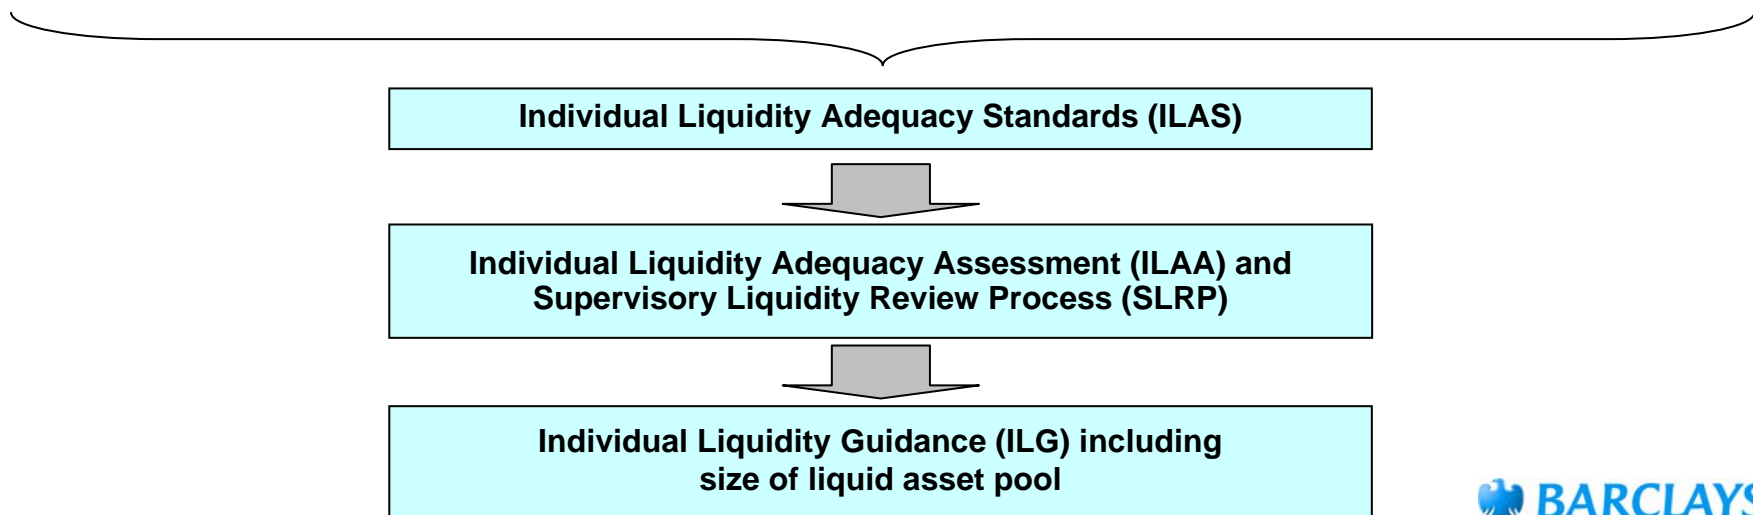 Individual Liquidity Adequacy Standards (ILAS)
Individual Liquidity Adequacy Assessment (ILAA) and
Supervisory Liquidity Review Process (SLRP)
Individual Liquidity Guidance (ILG) including
size of liquid asset pool
BARCLAYS